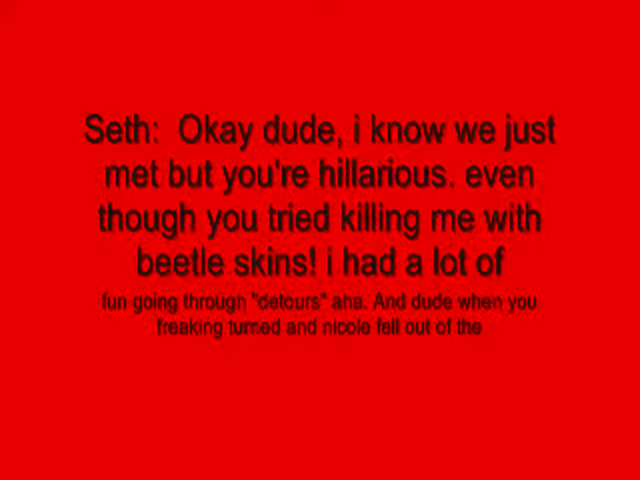 Seth:  Okay dude, i know we just
met but you're hillarious. even
though you tried killing me with
beetle skins! i had a lot of
fun going through "detours" aha. And dude when you
freaking turned and nicole fell out of the